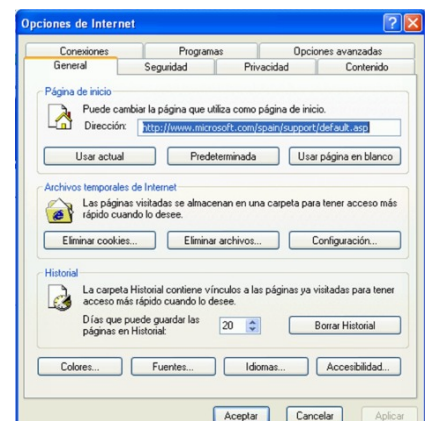 Opciones de Internet
Conexiones Programas Opciones avanzadas
General Seguridad Privacidad Contenido
Página de inicio
Puede cambiar la página que utiliza como página de inicio.
Dirección: http://www.microsoft.com/spain/support/default.asp
Usar actual Predeterminada Usar página en blanco
Archivos temporales de Internet
Las páginas visitadas se almacenan en una carpeta para tener acceso más
rápido cuando lo desee.
Eliminar cookies... Eliminar archivos... Configuración...
Historial
La carpeta Historial contiene vínculos a las páginas ya visitadas para tener
acceso más rápido cuando lo desee.
Días que puede guardar las
páginas en Historial: 20 Borrar Historial
Colores... Fuentes... Idiomas... Accesibilidad...
Aceptar Cancelar Aplicar